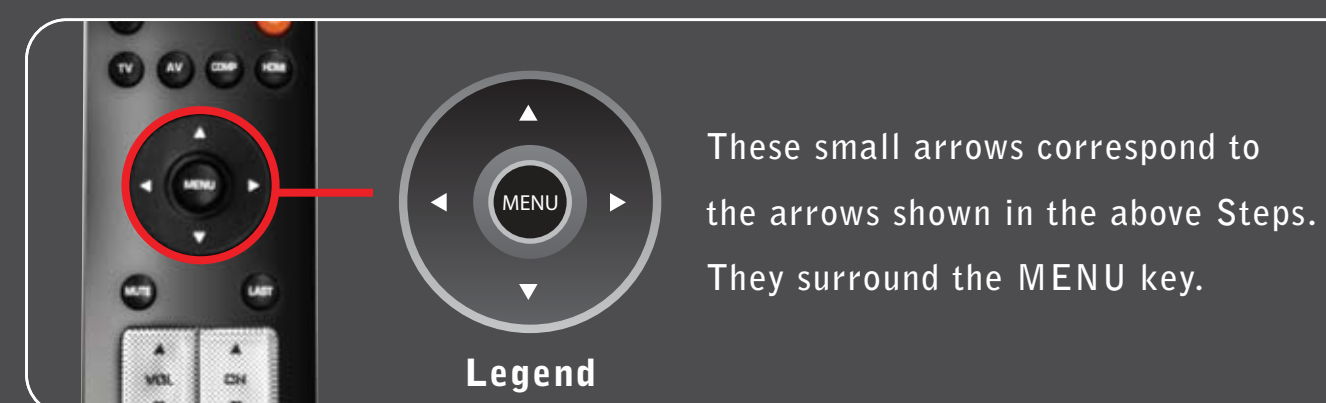 TV AV COMP HDMI
MENU
MUTE LAST
VOL CH
MENU
Legend
These small arrows correspond to
the arrows shown in the above Steps.
They surround the MENU key.